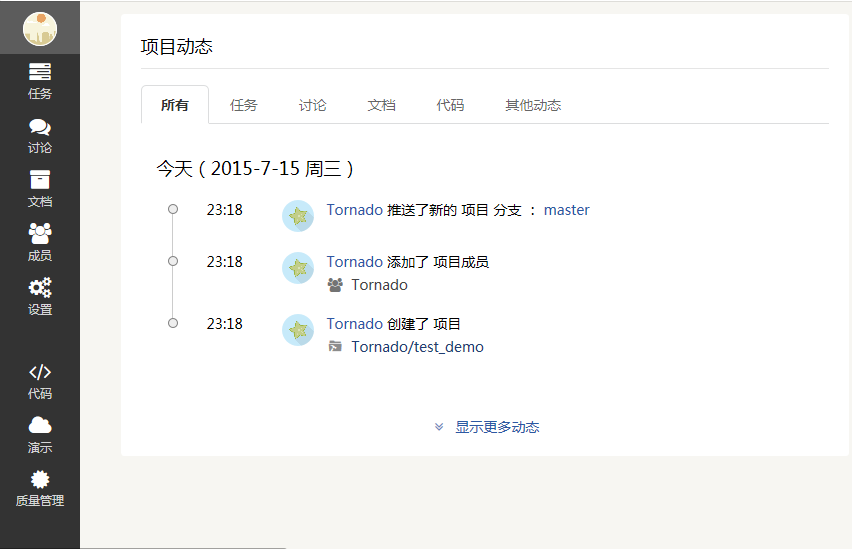 任务
讨论
文档
成员
设置
代码
演示
质量管理
项目动态
所有 任务 讨论 文档 代码 其他动态
今天（2015-7-15 周三）
23:18 Tornado 推送了新的 项目 分支 ： master
23:18 Tornado 添加了 项目成员
Tornado
23:18 Tornado 创建了 项目
Tornado/test_demo
显示更多动态